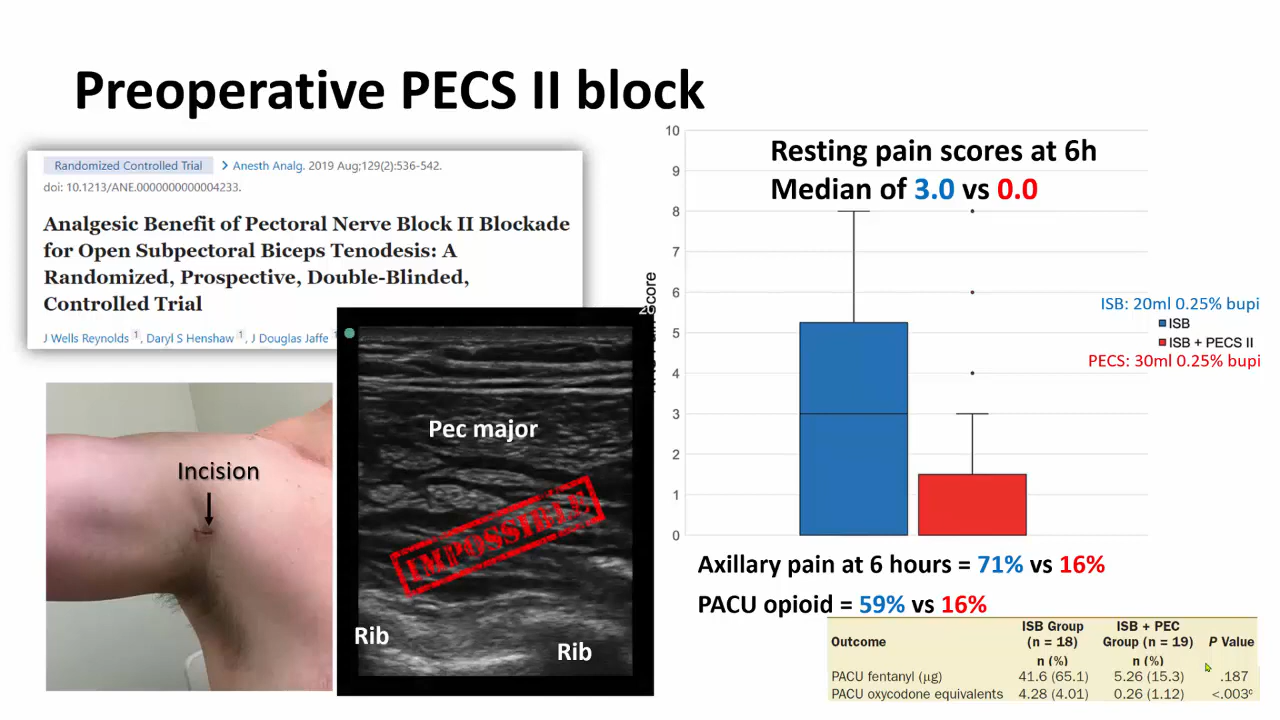 Preoperative PECS II block
Randomized Controlled Trial > Anesth Analg. 2019 Aug;129(2):536-542.
doi: 10.1213/ANE.0000000000004233.
Analgesic Benefit of Pectoral Nerve Block II Blockade
for Open Subpectoral Biceps Tenodesis: A
Randomized, Prospective, Double-Blinded,
Controlled Trial
J Wells Reynolds 1, Daryl S Henshaw 1, J Douglas Jaffe 1
Incision
Pec major
IMPOSSIBLE
Rib
Rib
10
9
8
7
6
5
4
3
2
1
0
Resting pain scores at 6h
Median of 3.0 vs 0.0
ISB: 20ml 0.25% bupi
ISB
ISB + PECS II
PECS: 30ml 0.25% bupi
Axillary pain at 6 hours = 71% vs 16%
PACU opioid = 59% vs 16%
Outcome ISB Group (n = 18) n (%) ISB + PEC Group (n = 19) n (%) P Value
PACU fentanyl (µg) 41.6 (65.1) 5.26 (15.3) .187
PACU oxycodone equivalents 4.28 (4.01) 0.26 (1.12) <.003c